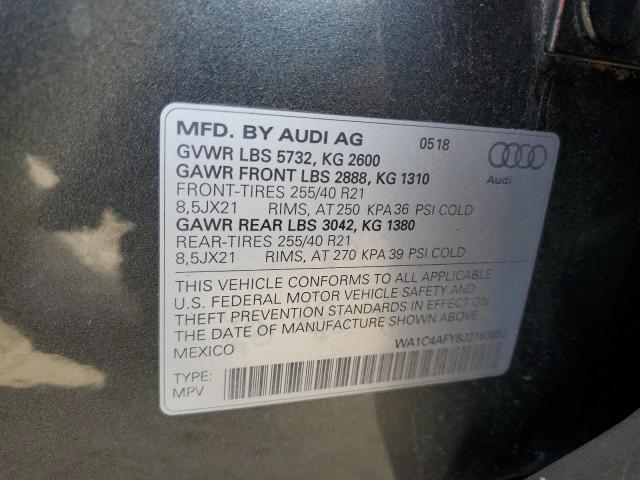 MFD. BY AUDI AG 0518
GVWR LBS 5732, KG 2600
GAWR FRONT LBS 2888, KG 1310
FRONT-TIRES 255/40 R21
8,5JX21 RIMS, AT 250 KPA 36 PSI COLD
GAWR REAR LBS 3042, KG 1380
REAR-TIRES 255/40 R21
8,5JX21 RIMS, AT 270 KPA 39 PSI COLD
Audi
THIS VEHICLE CONFORMS TO ALL APPLICABLE
U.S. FEDERAL MOTOR VEHICLE SAFETY AND
THEFT PREVENTION STANDARDS IN EFFECT ON
THE DATE OF MANUFACTURE SHOWN ABOVE.
MEXICO
TYPE:
MPV